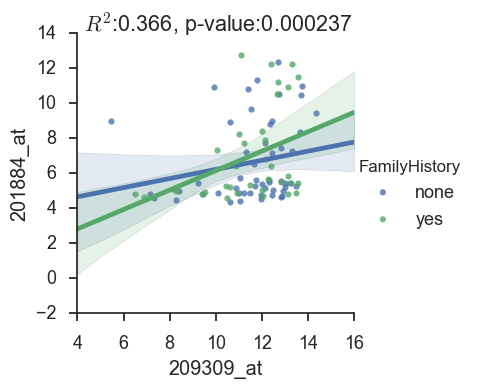 R²:0.366, p-value:0.000237
14
12
10
8
6
4
2
0
−2
201884_at
4 6 8 10 12 14 16
209309_at
FamilyHistory
none
yes